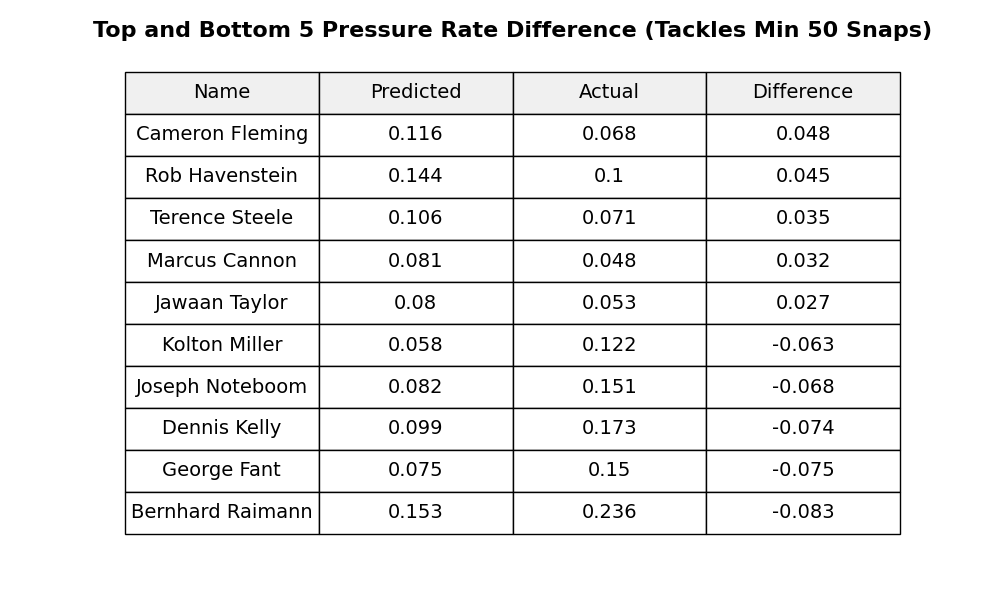 Top and Bottom 5 Pressure Rate Difference (Tackles Min 50 Snaps)
Name Predicted Actual Difference
Cameron Fleming 0.116 0.068 0.048
Rob Havenstein 0.144 0.1 0.045
Terence Steele 0.106 0.071 0.035
Marcus Cannon 0.081 0.048 0.032
Jawaan Taylor 0.08 0.053 0.027
Kolton Miller 0.058 0.122 -0.063
Joseph Noteboom 0.082 0.151 -0.068
Dennis Kelly 0.099 0.173 -0.074
George Fant 0.075 0.15 -0.075
Bernhard Raimann 0.153 0.236 -0.083